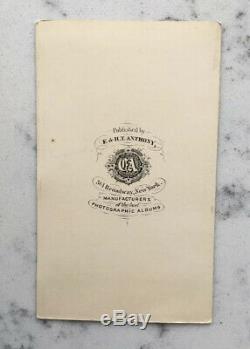 Published by
E. & H.T. ANTHONY,
E&A
501 Broadway, New York.
MANUFACTURERS
of the best
PHOTOGRAPHIC ALBUMS